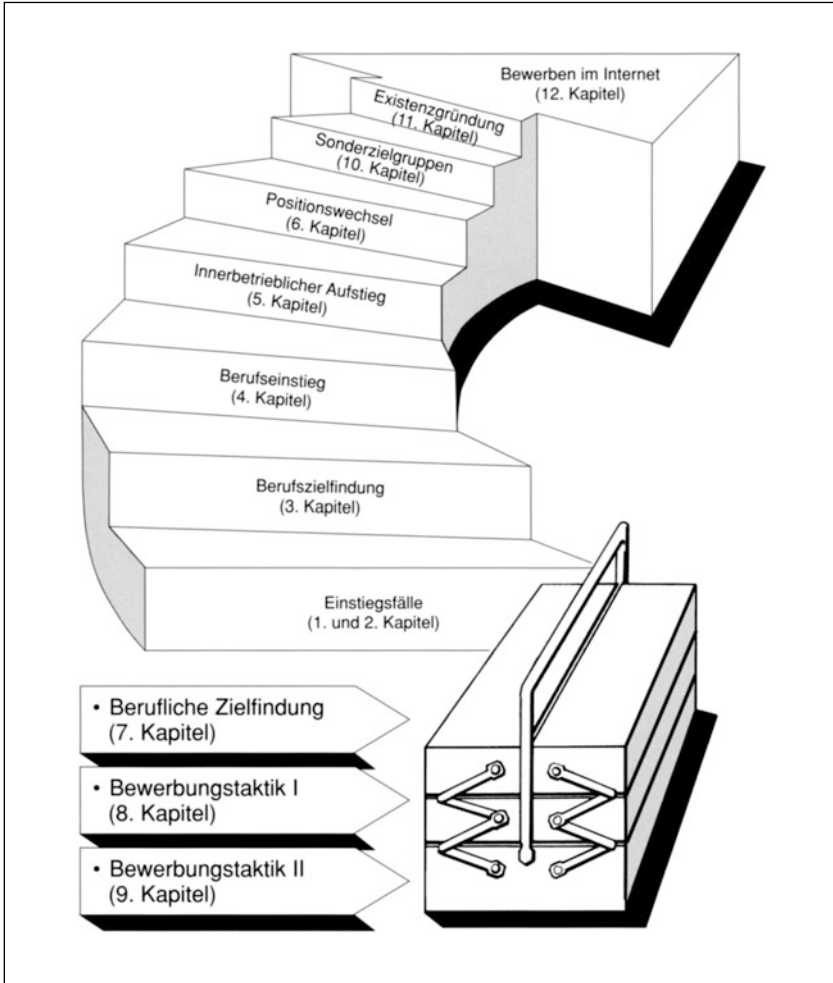 Bewerben im Internet
(12. Kapitel)
Existenzgründung
(11. Kapitel)
Sonderzielgruppen
(10. Kapitel)
Positionswechsel
(6. Kapitel)
Innerbetrieblicher Aufstieg
(5. Kapitel)
Berufseinstieg
(4. Kapitel)
Berufszielfindung
(3. Kapitel)
Einstiegsfälle
(1. und 2. Kapitel)
• Berufliche Zielfindung
(7. Kapitel)
• Bewerbungstaktik I
(8. Kapitel)
• Bewerbungstaktik II
(9. Kapitel)